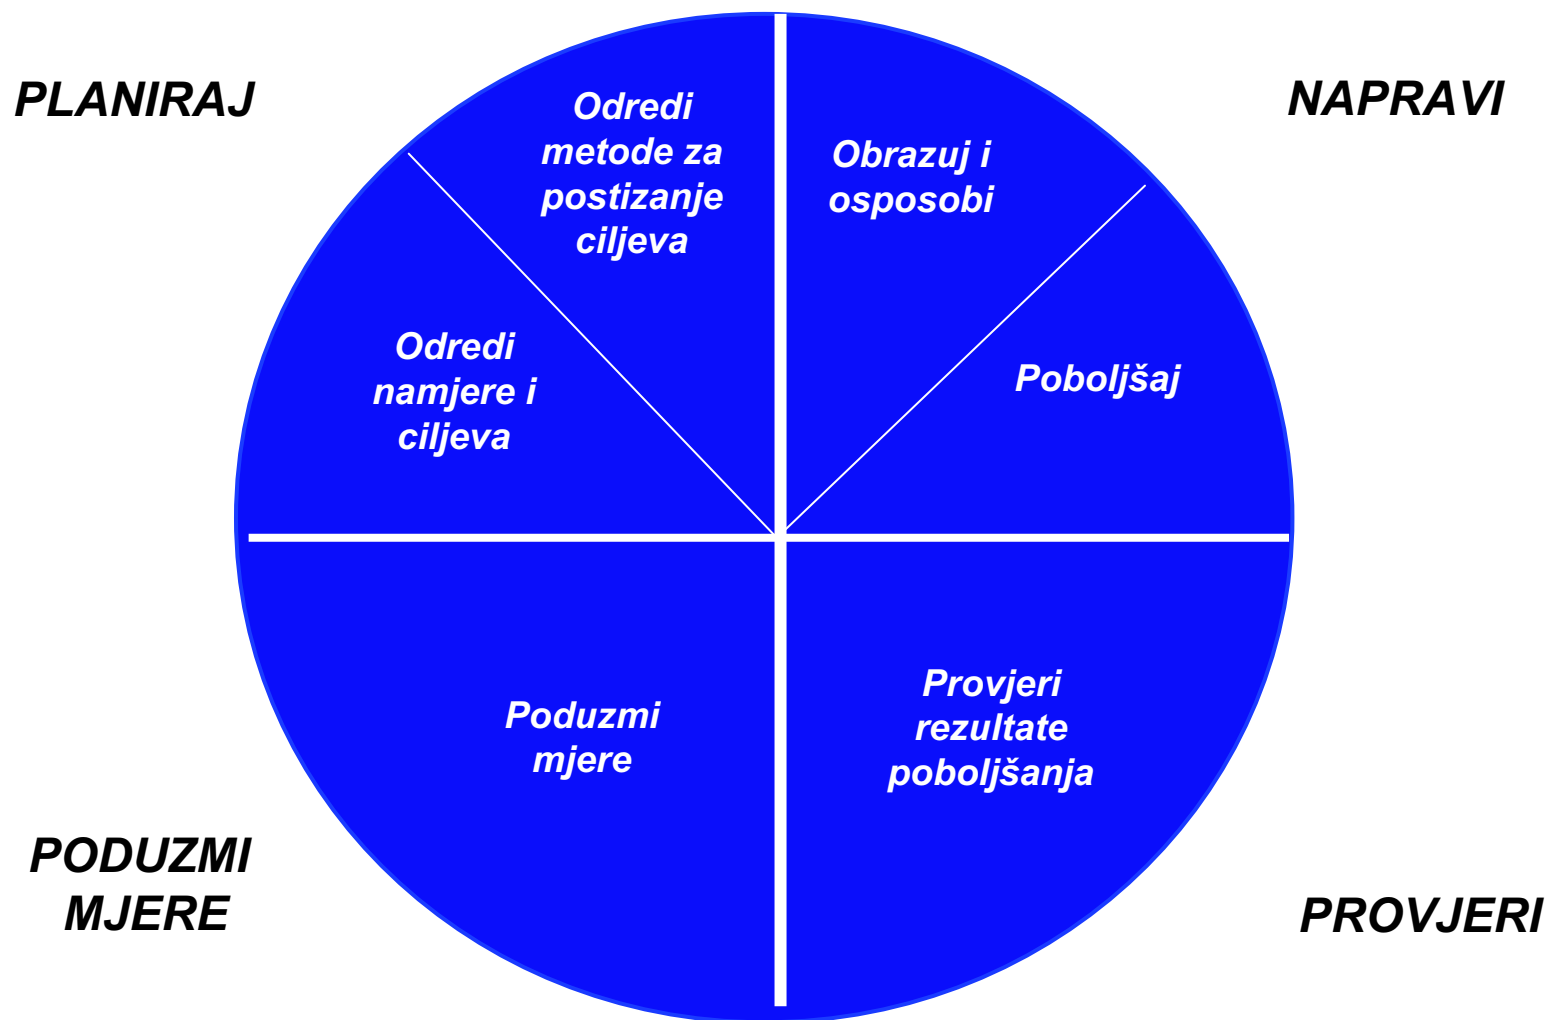 PLANIRAJ
NAPRAVI
Odredi
metode za
postizanje
ciljeva
Obrazuj i
osposobi
Odredi
namjere i
ciljeva
Poboljšaj
Poduzmi
mjere
Provjeri
rezultate
poboljšanja
PODUZMI
MJERE
PROVJERI